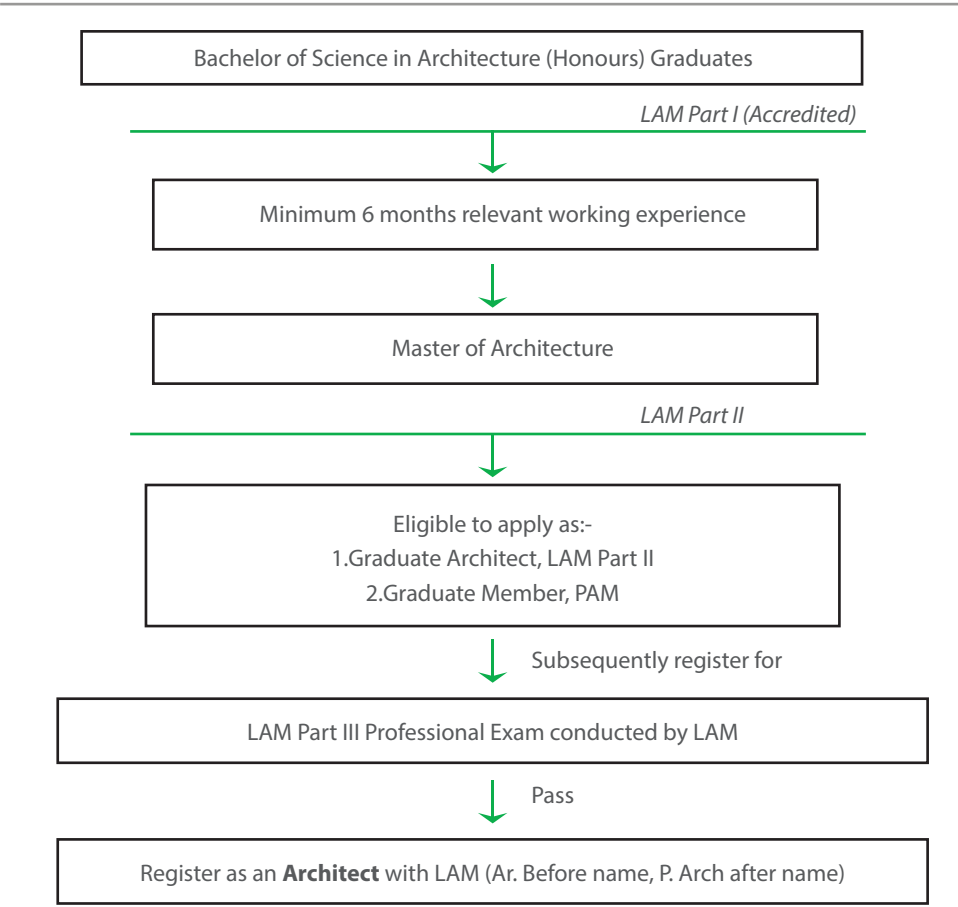 Bachelor of Science in Architecture (Honours) Graduates
LAM Part I (Accredited)
Minimum 6 months relevant working experience
Master of Architecture
LAM Part II
Eligible to apply as:-
1.Graduate Architect, LAM Part II
2.Graduate Member, PAM
Subsequently register for
LAM Part III Professional Exam conducted by LAM
Pass
Register as an Architect with LAM (Ar. Before name, P. Arch after name)